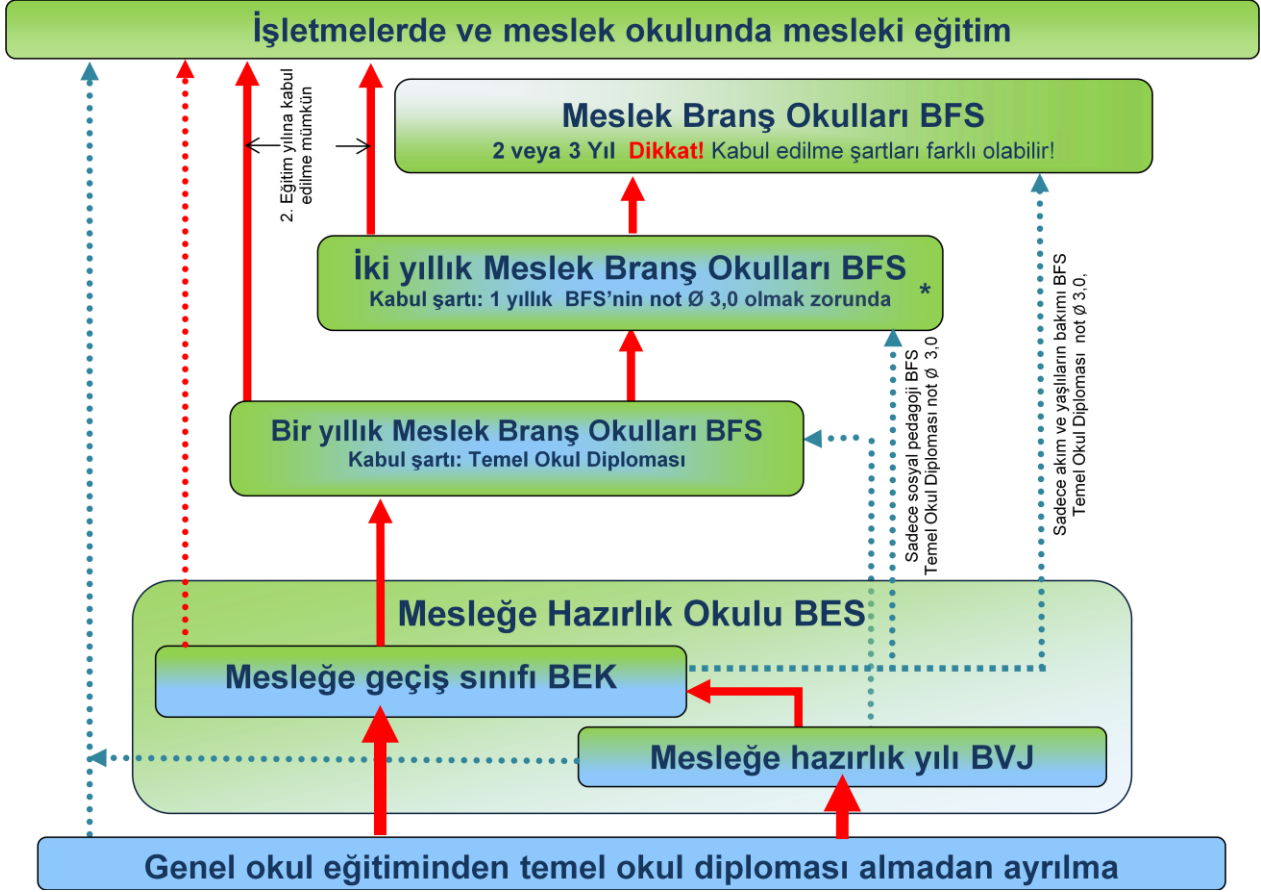 İşletmelerde ve meslek okulunda mesleki eğitim
2. Eğitim yılına kabul
edilme mümkün
Meslek Branş Okulları BFS
2 veya 3 Yıl Dikkat! Kabul edilme şartları farklı olabilir!
İki yıllık Meslek Branş Okulları BFS
Kabul şartı: 1 yıllık BFS’nin not Ø 3,0 olmak zorunda *
Sadece sosyal pedagoji BFS
Temel Okul Diploması not Ø 3,0
Sadece akım ve yaşlıların bakımı BFS
Temel Okul Diploması not Ø 3,0,
Bir yıllık Meslek Branş Okulları BFS
Kabul şartı: Temel Okul Diploması
Mesleğe Hazırlık Okulu BES
Mesleğe geçiş sınıfı BEK
Mesleğe hazırlık yılı BVJ
Genel okul eğitiminden temel okul diploması almadan ayrılma